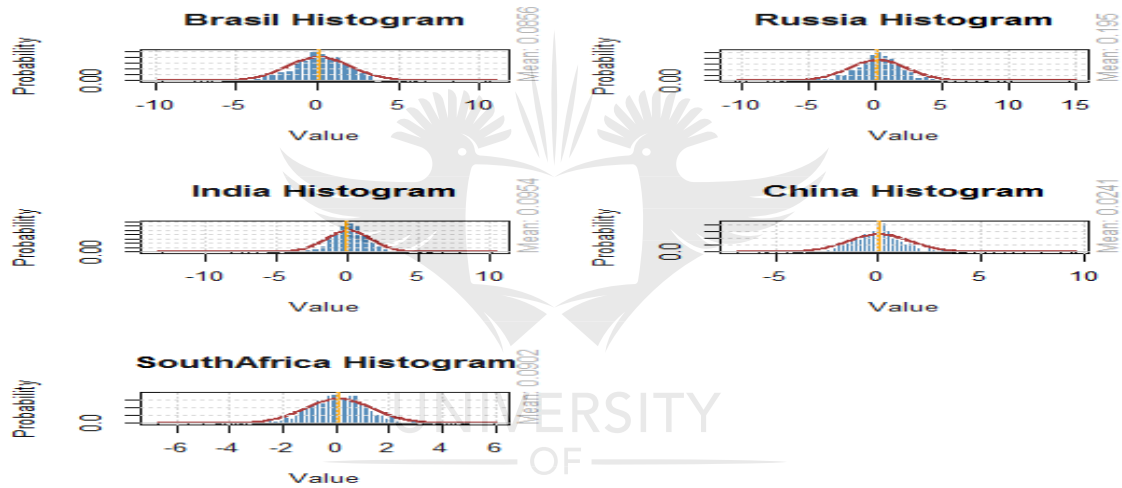 Brasil Histogram
Probability
0.00
-10 -5 0 5 10
Value
Mean: 0.0856
Russia Histogram
Probability
0.00
-10 -5 0 5 10 15
Value
Mean: 0.195
India Histogram
Probability
0.00
-10 -5 0 5 10
Value
Mean: 0.0954
China Histogram
Probability
0.0
-5 0 5 10
Value
Mean: 0.0241
SouthAfrica Histogram
Probability
0.0
-6 -4 -2 0 2 4 6
Value
Mean: 0.0902
UNIVERSITY
OF